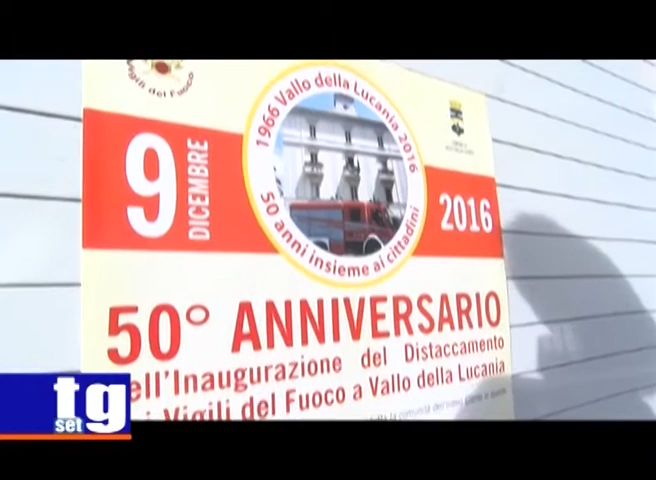 Vigili del Fuoco
9
DICEMBRE
1966 Vallo della Lucania 2016
50 anni insieme ai cittadini
2016
50° ANNIVERSARIO
ell'Inaugurazione del Distaccamento
Vigili del Fuoco a Vallo della Lucania
tg
set